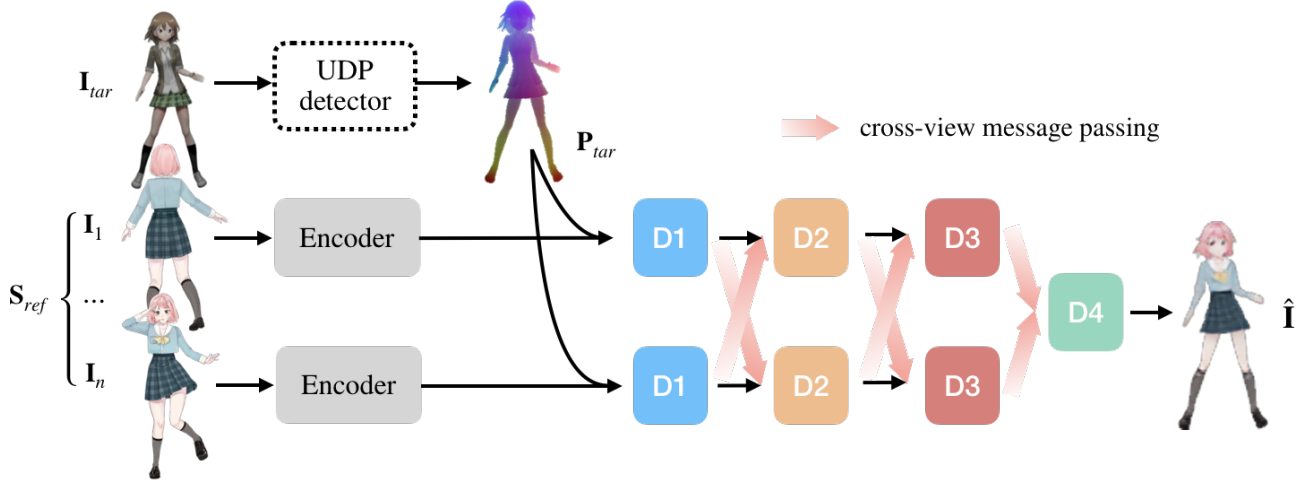 I_tar
UDP
detector
P_tar
cross-view message passing
S_ref
I_1
...
I_n
Encoder
Encoder
D1
D2
D3
D1
D2
D3
D4
Î